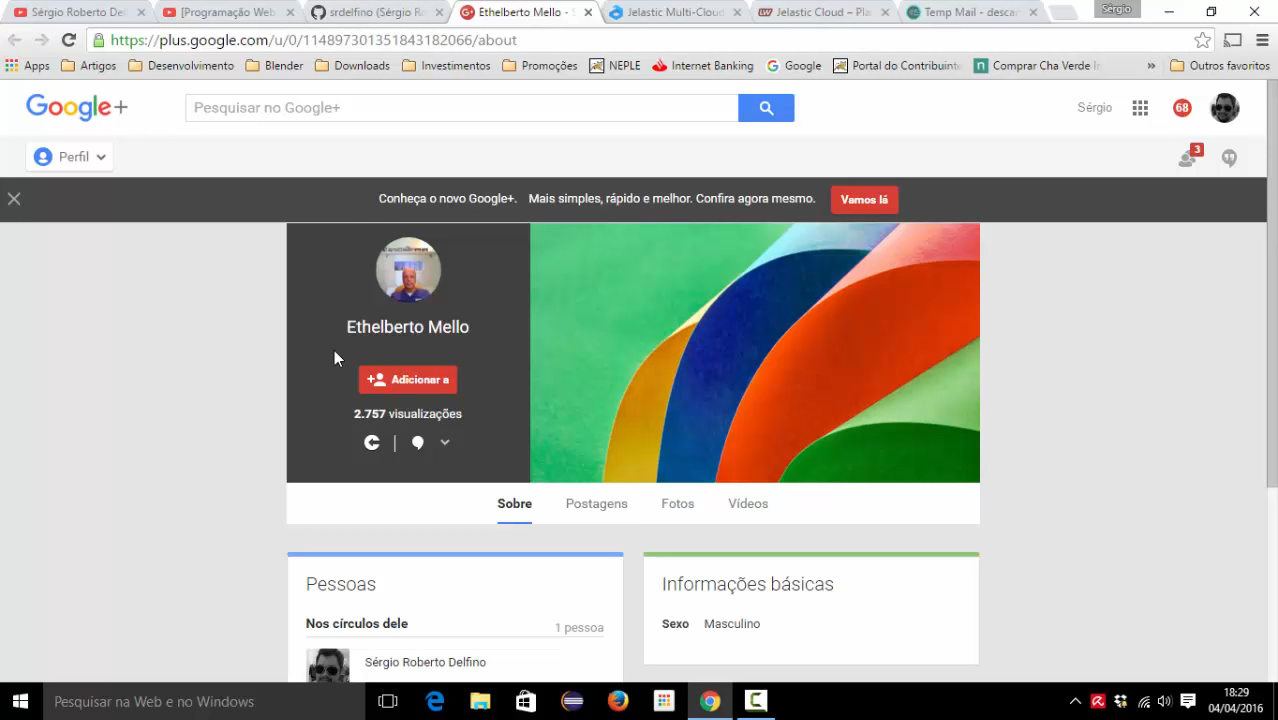 Sérgio Roberto Del
[Programação Web
srdelfino (Sérgio Ro
Ethelberto Mello - S
Jelastic Multi-Cloud
Jelastic Cloud – Pla
Temp Mail - desca
Sérgio
https://plus.google.com/u/0/114897301351843182066/about
Apps
Artigos
Desenvolvimento
Blender
Downloads
Investimentos
Promoções
NEPLE
Internet Banking
Google
Portal do Contribuint
Comprar Cha Verde I
»
Outros favoritos
Google+
Pesquisar no Google+
Sérgio
68
Perfil
3
Conheça o novo Google+. Mais simples, rápido e melhor. Confira agora mesmo.
Vamos lá
Ethelberto Mello
Adicionar a
2.757 visualizações
Sobre
Postagens
Fotos
Vídeos
Pessoas
Nos círculos dele
1 pessoa
Sérgio Roberto Delfino
Informações básicas
Sexo Masculino
Pesquisar na Web e no Windows
18:29
04/04/2016